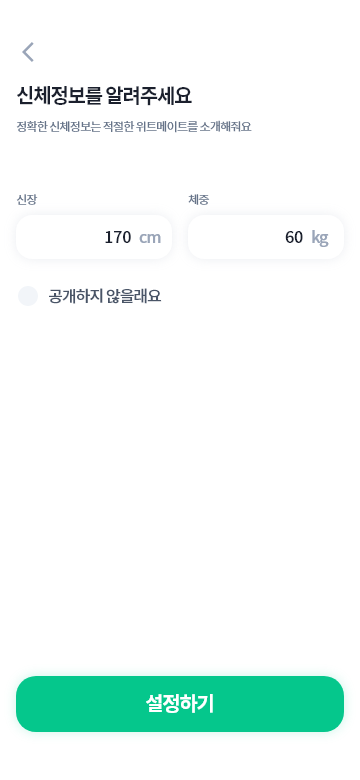 신체정보를 알려주세요
정확한 신체정보는 적절한 위트메이트를 소개해줘요
신장
체중
170 cm
60 kg
공개하지 않을래요
설정하기